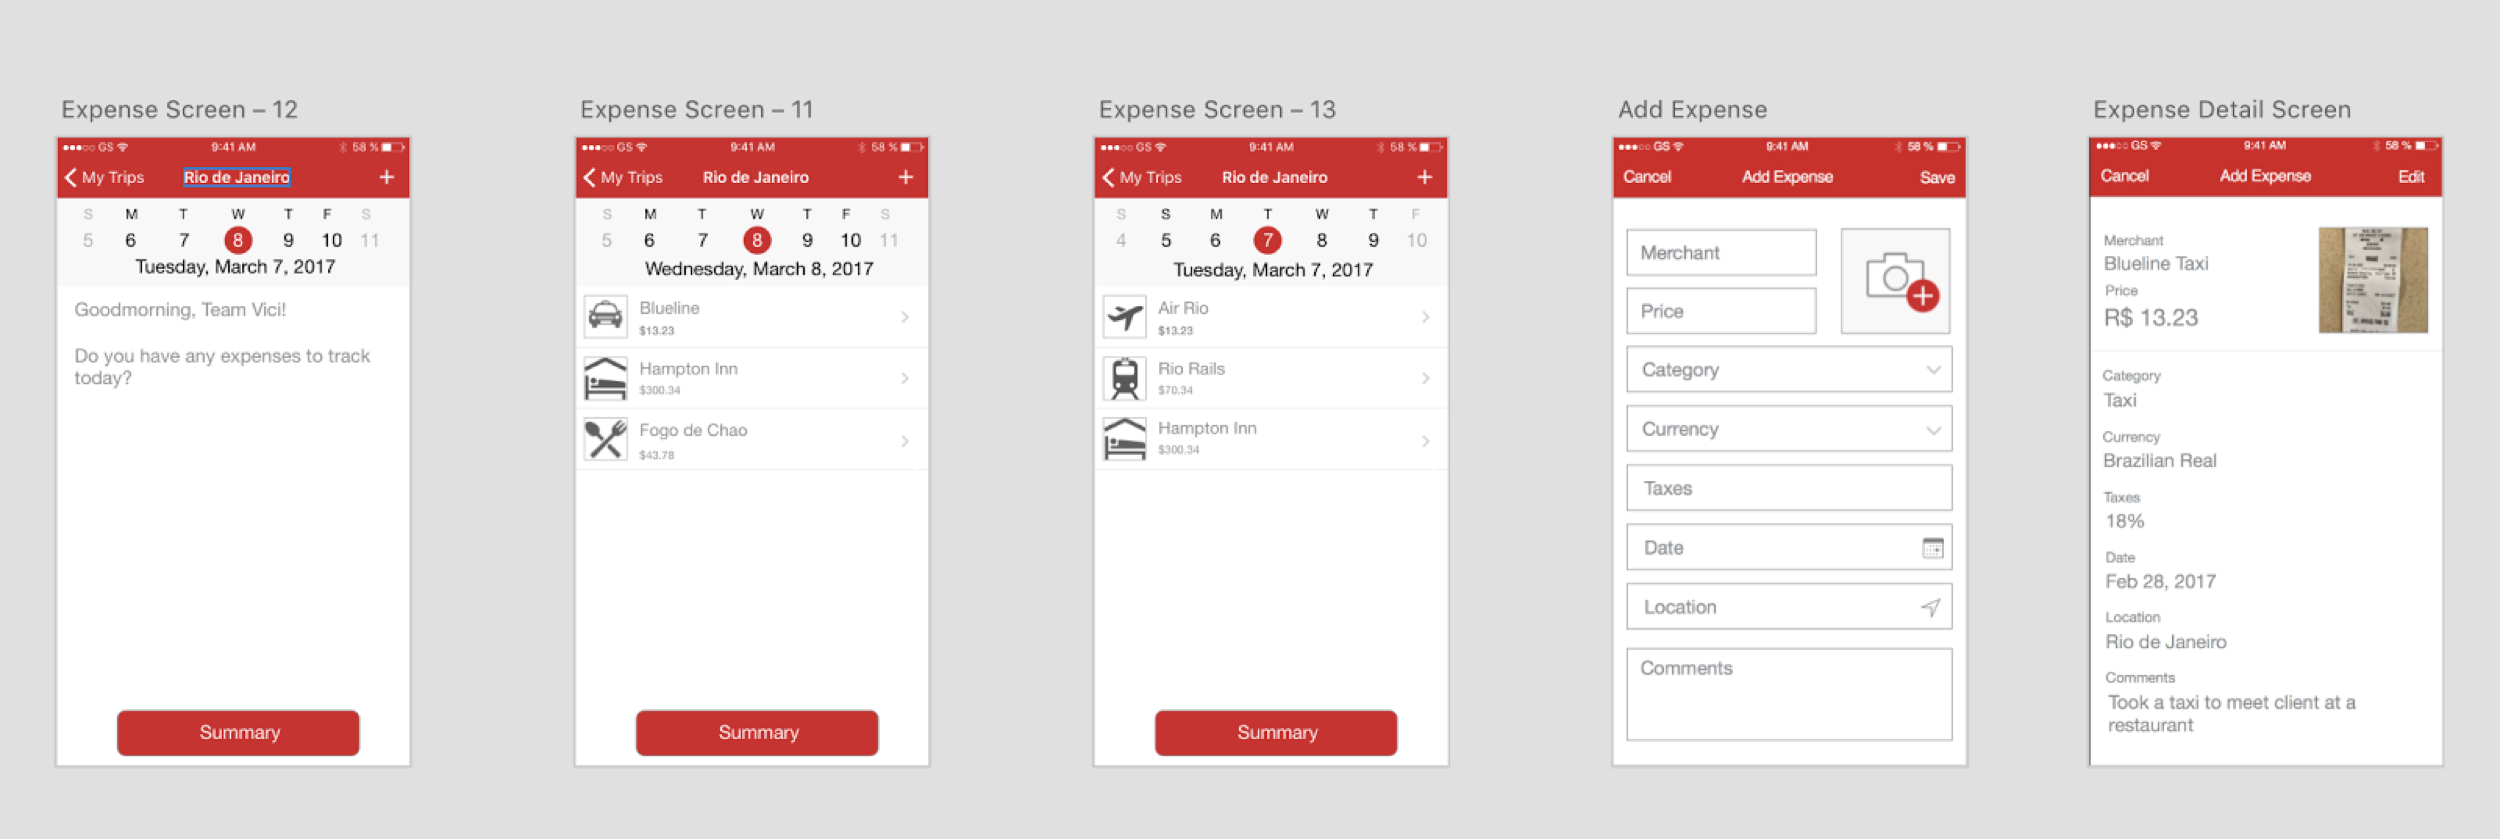 Expense Screen – 12
GS 9:41 AM 58 %
My Trips Rio de Janeiro +
S M T W T F S
5 6 7 8 9 10 11
Tuesday, March 7, 2017
Goodmorning, Team Vici!
Do you have any expenses to track
today?
Summary
Expense Screen – 11
GS 9:41 AM 58 %
My Trips Rio de Janeiro +
S M T W T F S
5 6 7 8 9 10 11
Wednesday, March 8, 2017
Blueline
$13.23
Hampton Inn
$300.34
Fogo de Chao
$43.78
Summary
Expense Screen – 13
GS 9:41 AM 58 %
My Trips Rio de Janeiro +
S S M T W T F
4 5 6 7 8 9 10
Tuesday, March 7, 2017
Air Rio
$13.23
Rio Rails
$70.34
Hampton Inn
$300.34
Summary
Add Expense
GS 9:41 AM 58 %
Cancel Add Expense Save
Merchant
Price
Category
Currency
Taxes
Date
Location
Comments
Expense Detail Screen
GS 9:41 AM 58 %
Cancel Add Expense Edit
Merchant
Blueline Taxi
Price
R$ 13.23
Category
Taxi
Currency
Brazilian Real
Taxes
18%
Date
Feb 28, 2017
Location
Rio de Janeiro
Comments
Took a taxi to meet client at a
restaurant